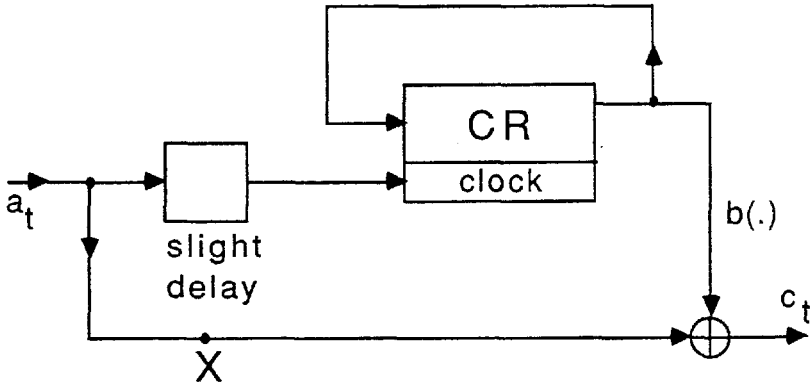 CR
clock
a_t
slight
delay
b(.)
c_t
X